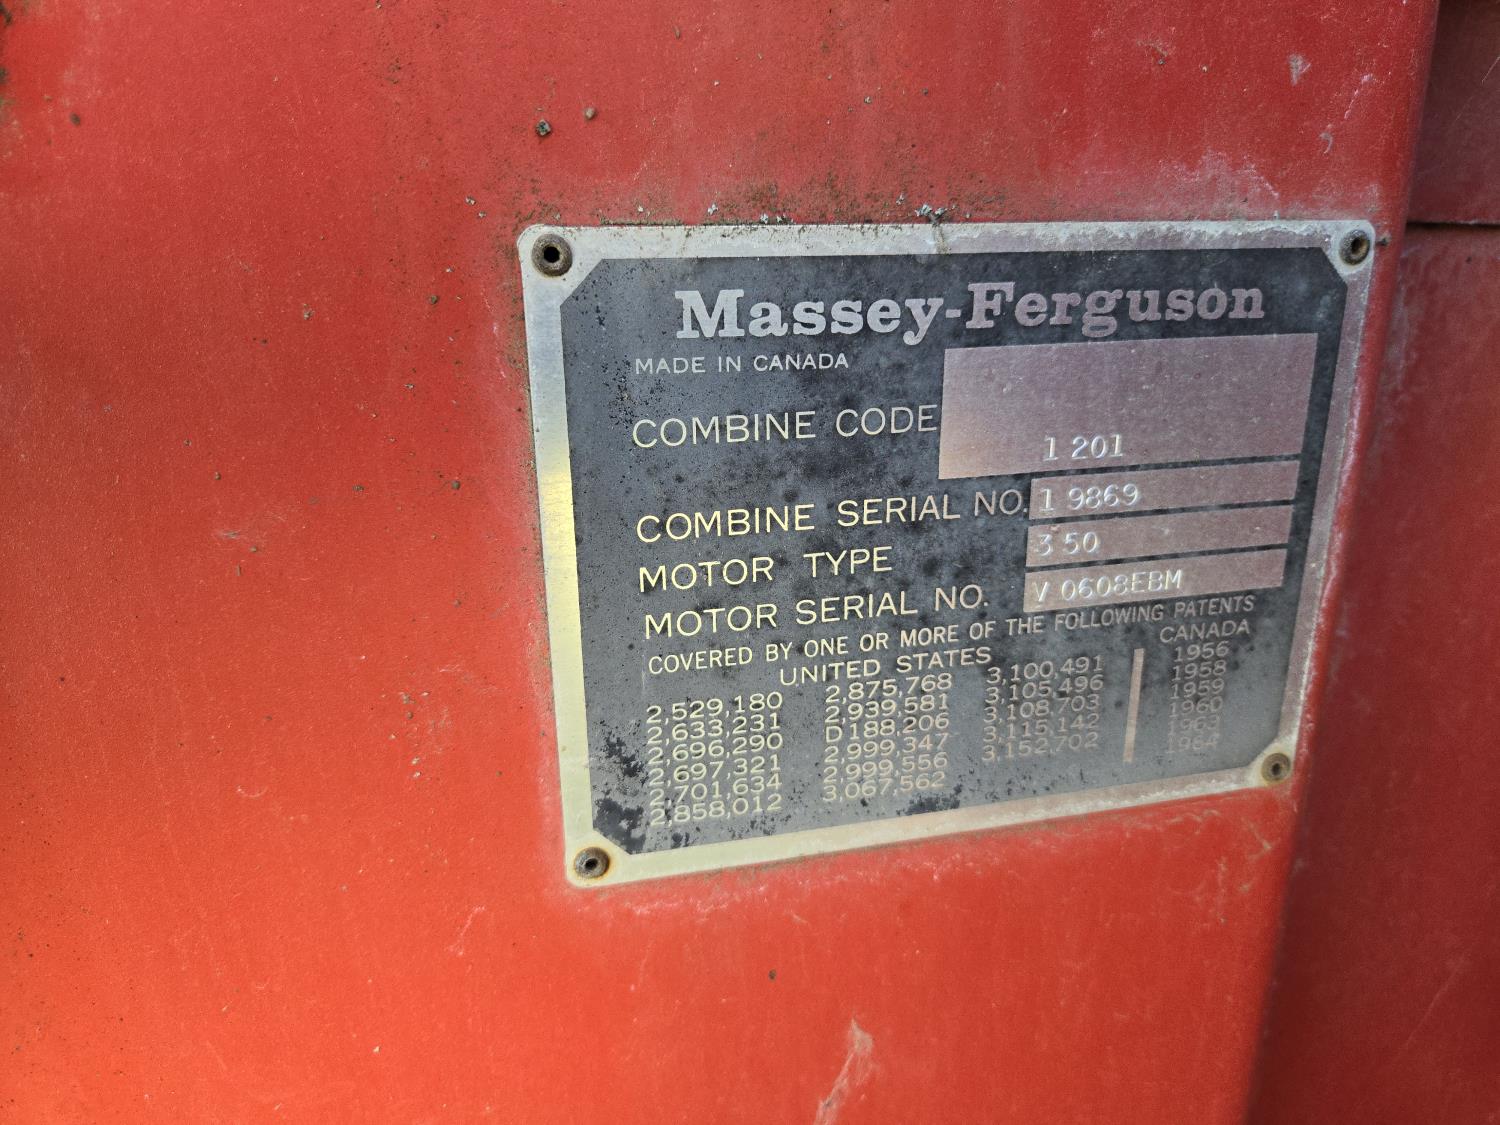 Massey-Ferguson
MADE IN CANADA
COMBINE CODE 1 201
COMBINE SERIAL NO. 1 9869
MOTOR TYPE 3 50
MOTOR SERIAL NO. V 0608EBM
COVERED BY ONE OR MORE OF THE FOLLOWING PATENTS
UNITED STATES CANADA
2,529,180 2,875,768 3,100,491 1956
2,633,231 2,939,581 3,105,496 1958
2,696,290 D188,206 3,108,703 1959
2,697,321 2,999,347 3,115,142 1960
2,701,634 2,999,556 3,152,702 1963
2,858,012 3,067,562 1964